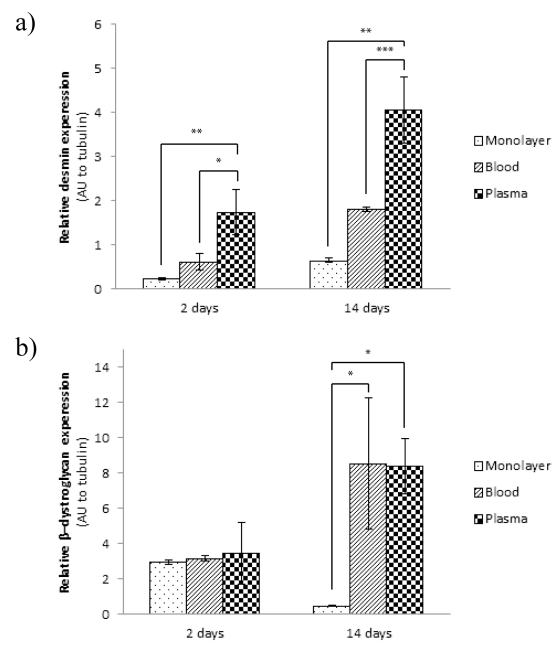 a)
Relative desmin experession
(AU to tubulin)
6
5
4
3
2
1
0
**
*
**
***
2 days
14 days
Monolayer
Blood
Plasma
b)
Relative β-dystroglycan experession
(AU to tubulin)
14
12
10
8
6
4
2
0
*
*
2 days
14 days
Monolayer
Blood
Plasma